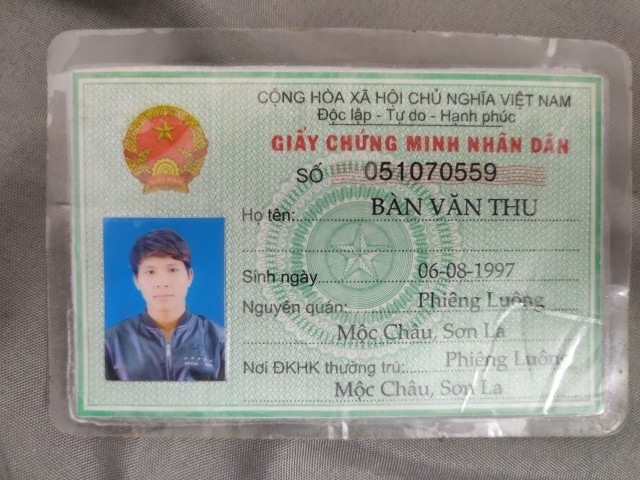 CỘNG HÒA XÃ HỘI CHỦ NGHĨA VIỆT NAM
Độc lập - Tự do - Hạnh phúc
GIẤY CHỨNG MINH NHÂN DÂN
SỐ 051070559
Họ tên: BÀN VĂN THU
Sinh ngày 06-08-1997
Nguyên quán: Phiêng Luông
Mộc Châu, Sơn La
Nơi ĐKHK thường trú: Phiêng Luông
Mộc Châu, Sơn La